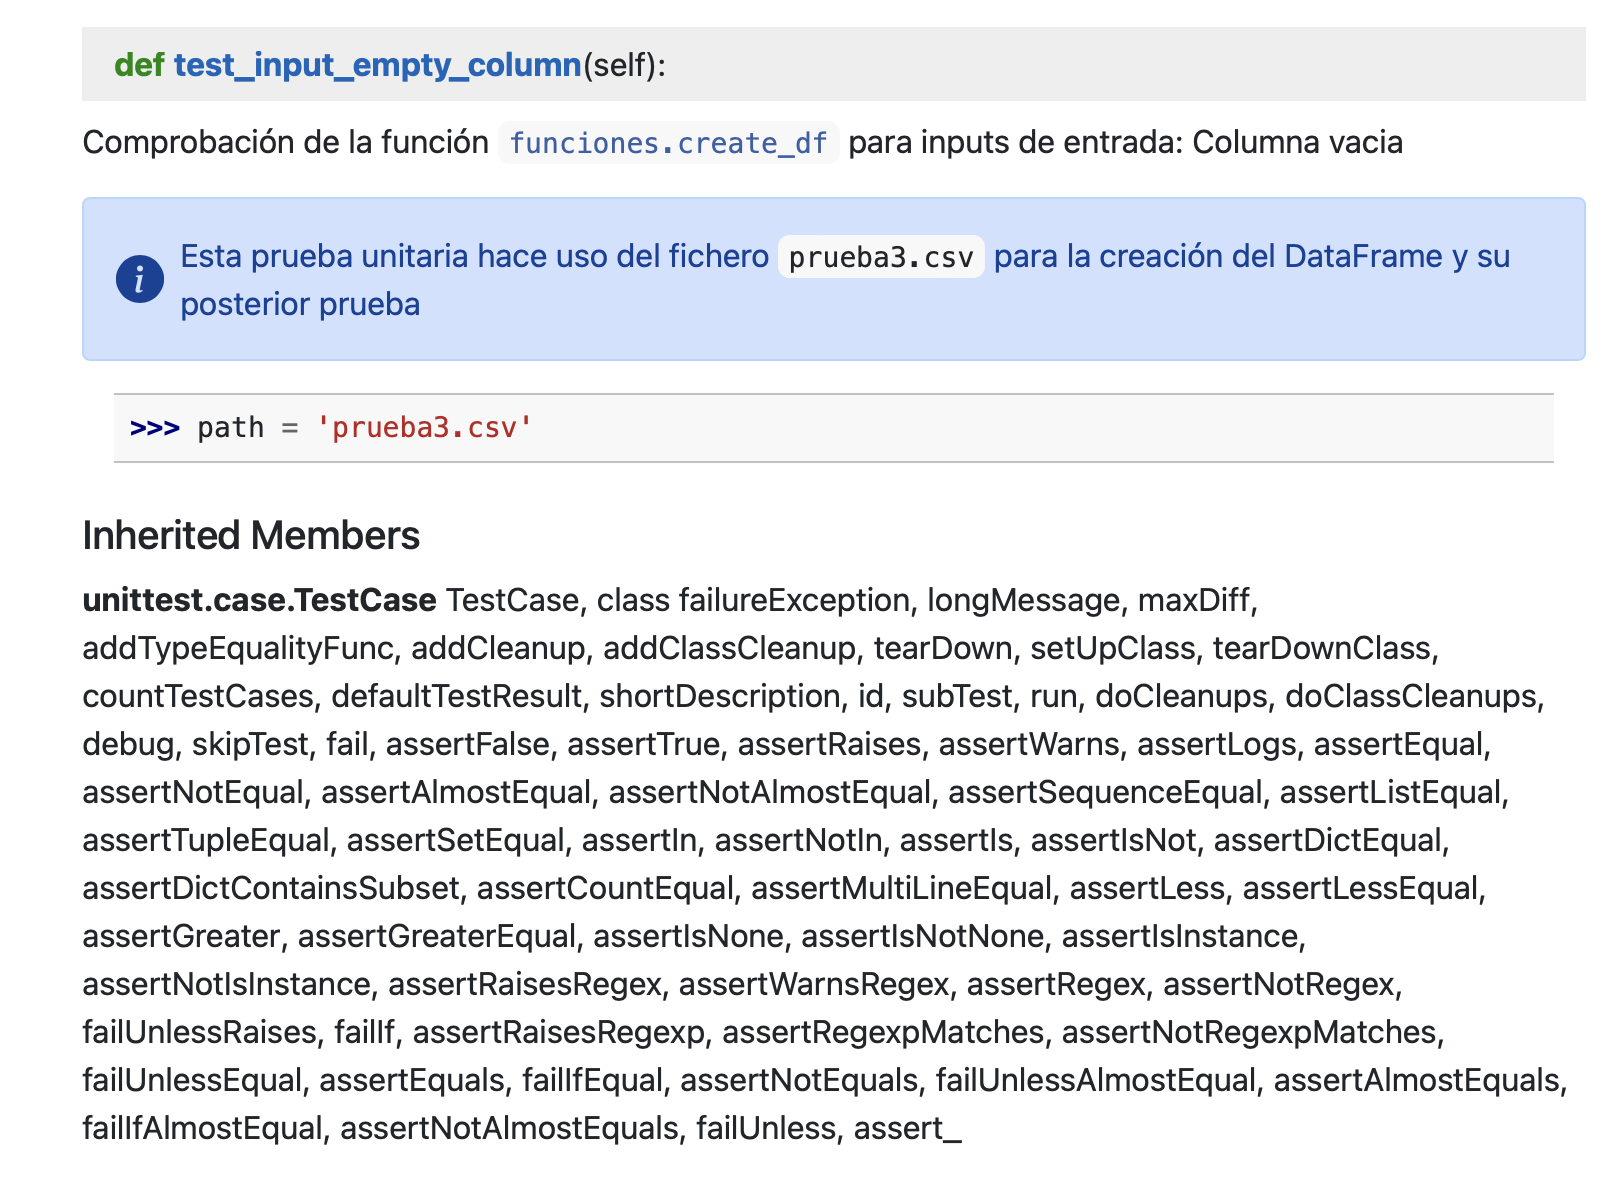 def test_input_empty_column(self):
Comprobación de la función funciones.create_df para inputs de entrada: Columna vacia
i
Esta prueba unitaria hace uso del fichero prueba3.csv para la creación del DataFrame y su
posterior prueba
>>> path = 'prueba3.csv'
Inherited Members
unittest.case.TestCase TestCase, class failureException, longMessage, maxDiff,
addTypeEqualityFunc, addCleanup, addClassCleanup, tearDown, setUpClass, tearDownClass,
countTestCases, defaultTestResult, shortDescription, id, subTest, run, doCleanups, doClassCleanups,
debug, skipTest, fail, assertFalse, assertTrue, assertRaises, assertWarns, assertLogs, assertEqual,
assertNotEqual, assertAlmostEqual, assertNotAlmostEqual, assertSequenceEqual, assertListEqual,
assertTupleEqual, assertSetEqual, assertIn, assertNotIn, assertIs, assertIsNot, assertDictEqual,
assertDictContainsSubset, assertCountEqual, assertMultiLineEqual, assertLess, assertLessEqual,
assertGreater, assertGreaterEqual, assertIsNone, assertIsNotNone, assertIsInstance,
assertNotIsInstance, assertRaisesRegex, assertWarnsRegex, assertRegex, assertNotRegex,
failUnlessRaises, failIf, assertRaisesRegexp, assertRegexpMatches, assertNotRegexpMatches,
failUnlessEqual, assertEquals, failIfEqual, assertNotEquals, failUnlessAlmostEqual, assertAlmostEquals,
failIfAlmostEqual, assertNotAlmostEquals, failUnless, assert_